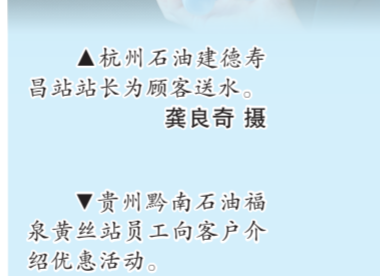 ▲杭州石油建德寿
昌站站长为顾客送水。
龚良奇 摄
▼贵州黔南石油福
泉黄丝站员工向客户介
绍优惠活动。